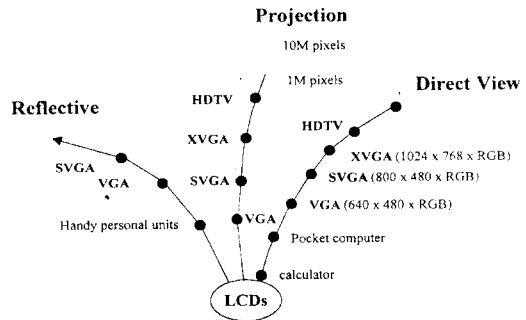 Projection
10M pixels
1M pixels
Direct View
HDTV
Reflective
HDTV
XVGA
XVGA (1024 x 768 x RGB)
SVGA
VGA
SVGA
SVGA (800 x 480 x RGB)
VGA (640 x 480 x RGB)
Handy personal units
VGA
Pocket computer
calculator
LCDs